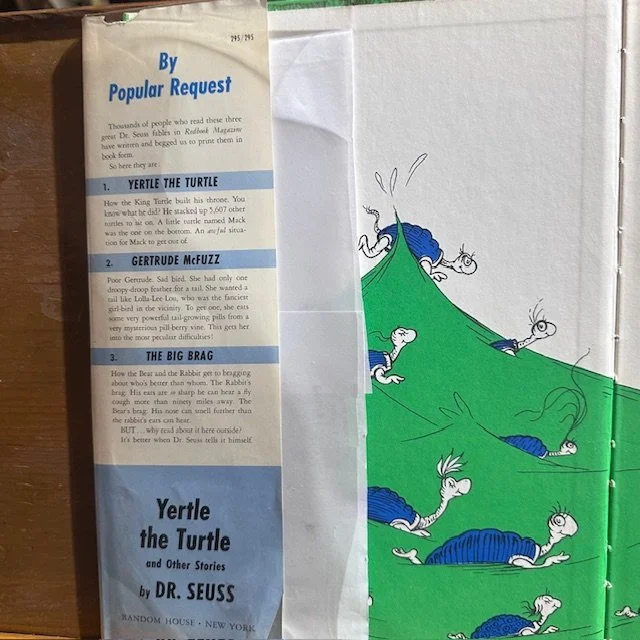 295/295
By
Popular Request
Thousands of people who read these three
great Dr. Seuss fables in Redbook Magazine
have written and begged us to print them in
book form.
So here they are:
1. YERTLE THE TURTLE
How the King Turtle built his throne. You
know what he did? He stacked up 5,607 other
turtles to sit on. A little turtle named Mack
was the one on the bottom. An awful situa-
tion for Mack to get out of.
2. GERTRUDE McFUZZ
Poor Gertrude. Sad bird. She had only one
droopy-droop feather for a tail. She wanted a
tail like Lolla-Lee-Lou, who was the fanciest
girl-bird in the vicinity. To get one, she eats
some very powerful tail-growing pills from a
very mysterious pill-berry vine. This gets her
into the most peculiar difficulties!
3. THE BIG BRAG
How the Bear and the Rabbit get to bragging
about who's better than whom. The Rabbit's
brag: His ears are so sharp he can hear a fly
cough more than ninety miles away. The
Bear's brag: His nose can smell further than
the rabbit's ears can hear.
BUT... why read about it here outside?
It's better when Dr. Seuss tells it himself.
Yertle
the Turtle
and Other Stories
by DR. SEUSS
RANDOM HOUSE · NEW YORK